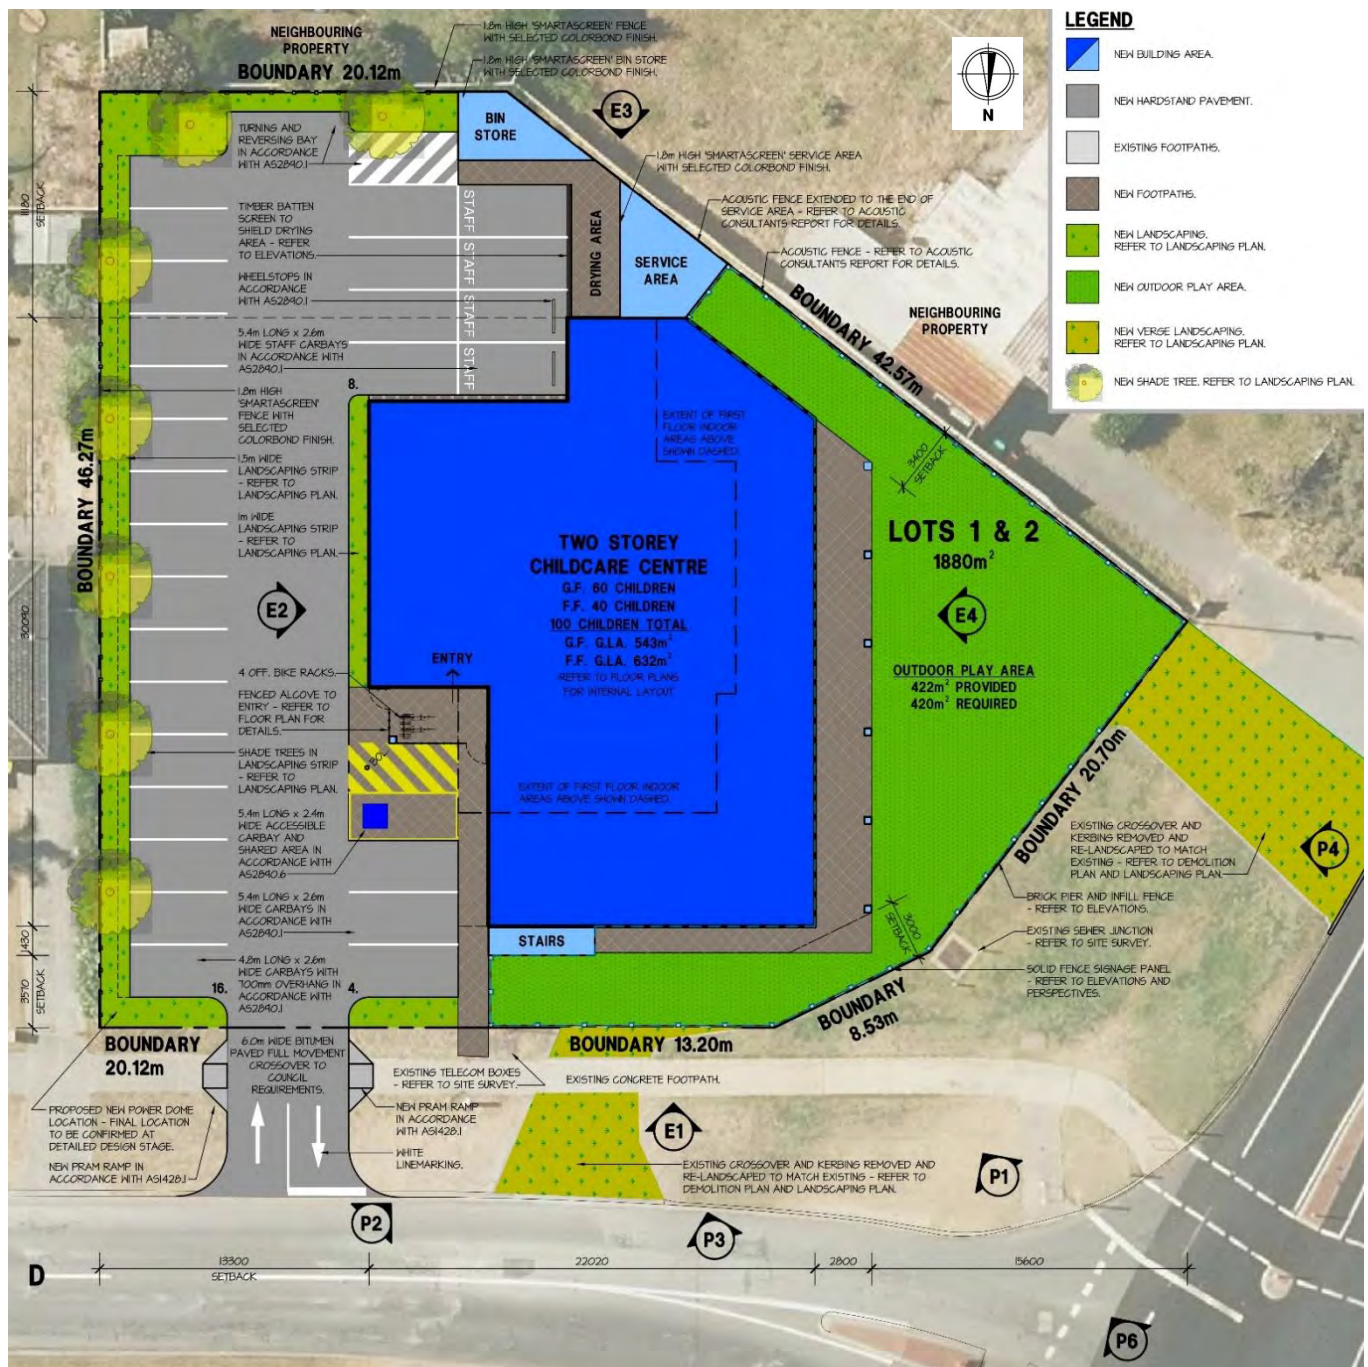 NEIGHBOURING
PROPERTY
BOUNDARY 20.12m
1.8m HIGH 'SMARTASCREEN' FENCE
WITH SELECTED COLORBOND FINISH.
1.8m HIGH 'SMARTASCREEN' BIN STORE
WITH SELECTED COLORBOND FINISH.
N
LEGEND
NEW BUILDING AREA.
NEW HARDSTAND PAVEMENT.
EXISTING FOOTPATHS.
NEW FOOTPATHS.
NEW LANDSCAPING.
REFER TO LANDSCAPING PLAN.
NEW OUTDOOR PLAY AREA.
NEW VERGE LANDSCAPING.
REFER TO LANDSCAPING PLAN.
NEW SHADE TREE. REFER TO LANDSCAPING PLAN.
BIN
STORE
E3
TURNING AND
REVERSING BAY
IN ACCORDANCE
WITH AS2890.1
1.8m HIGH 'SMARTASCREEN' SERVICE AREA
WITH SELECTED COLORBOND FINISH.
11180
SETBACK
TIMBER BATTEN
SCREEN TO
SHIELD DRYING
AREA - REFER
TO ELEVATIONS.
STAFF
STAFF
STAFF
STAFF
DRYING AREA
SERVICE
AREA
ACOUSTIC FENCE EXTENDED TO THE END OF
SERVICE AREA - REFER TO ACOUSTIC
CONSULTANTS REPORT FOR DETAILS.
ACOUSTIC FENCE - REFER TO ACOUSTIC
CONSULTANTS REPORT FOR DETAILS.
WHEELSTOPS IN
ACCORDANCE
WITH AS2890.1
BOUNDARY 42.57m
NEIGHBOURING
PROPERTY
5.4m LONG x 2.6m
WIDE STAFF CARBAYS
IN ACCORDANCE WITH
AS2890.1
8.
1.8m HIGH
'SMARTASCREEN'
FENCE WITH
SELECTED
COLORBOND FINISH.
EXTENT OF FIRST
FLOOR INDOOR
AREAS ABOVE
SHOWN DASHED.
BOUNDARY 46.27m
1.5m WIDE
LANDSCAPING STRIP
- REFER TO
LANDSCAPING PLAN.
3400
SETBACK
1m WIDE
LANDSCAPING STRIP
- REFER TO
LANDSCAPING PLAN.
LOTS 1 & 2
1880m²
TWO STOREY
CHILDCARE CENTRE
G.F. 60 CHILDREN
F.F. 40 CHILDREN
100 CHILDREN TOTAL
G.F. G.L.A. 543m²
F.F. G.L.A. 632m²
REFER TO FLOOR PLANS
FOR INTERNAL LAYOUT
E2
E4
30090
ENTRY
4 OFF. BIKE RACKS.
FENCED ALCOVE TO
ENTRY - REFER TO
FLOOR PLAN FOR
DETAILS.
OUTDOOR PLAY AREA
422m² PROVIDED
420m² REQUIRED
SHADE TREES IN
LANDSCAPING STRIP
- REFER TO
LANDSCAPING PLAN.
EXTENT OF FIRST FLOOR INDOOR
AREAS ABOVE SHOWN DASHED.
BOUNDARY 20.70m
5.4m LONG x 2.4m
WIDE ACCESSIBLE
CARBAY AND
SHARED AREA IN
ACCORDANCE WITH
AS2890.6
EXISTING CROSSOVER AND
KERBING REMOVED AND
RE-LANDSCAPED TO MATCH
EXISTING - REFER TO DEMOLITION
PLAN AND LANDSCAPING PLAN.
P4
5.4m LONG x 2.6m
WIDE CARBAYS IN
ACCORDANCE WITH
AS2890.1
BRICK PIER AND INFILL FENCE
- REFER TO ELEVATIONS.
1430
STAIRS
3000
SETBACK
EXISTING SEWER JUNCTION
- REFER TO SITE SURVEY.
3570
SETBACK
16.
4.8m LONG x 2.6m
WIDE CARBAYS WITH
700mm OVERHANG IN
ACCORDANCE WITH
AS2890.1
4.
SOLID FENCE SIGNAGE PANEL
- REFER TO ELEVATIONS AND
PERSPECTIVES.
BOUNDARY
8.53m
BOUNDARY
20.12m
6.0m WIDE BITUMEN
PAVED FULL MOVEMENT
CROSSOVER TO
COUNCIL
REQUIREMENTS.
BOUNDARY 13.20m
EXISTING TELECOM BOXES
- REFER TO SITE SURVEY.
EXISTING CONCRETE FOOTPATH.
PROPOSED NEW POWER DOME
LOCATION - FINAL LOCATION
TO BE CONFIRMED AT
DETAILED DESIGN STAGE.
NEW PRAM RAMP
IN ACCORDANCE
WITH AS1428.1
E1
WHITE
LINEMARKING.
NEW PRAM RAMP IN
ACCORDANCE WITH AS1428.1
EXISTING CROSSOVER AND KERBING REMOVED AND
RE-LANDSCAPED TO MATCH EXISTING - REFER TO
DEMOLITION PLAN AND LANDSCAPING PLAN.
P1
P2
P3
D
13300
SETBACK
22020
2800
15600
P6